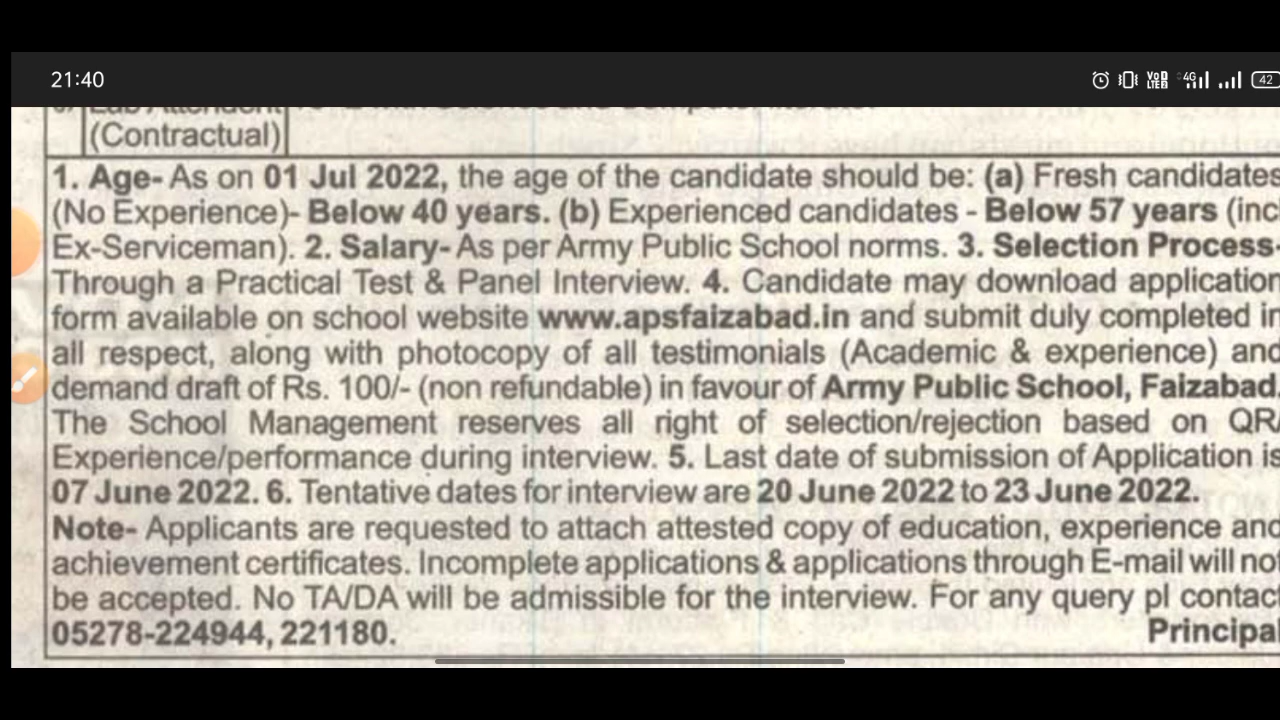 21:40
4G 42
(Contractual)
1. Age- As on 01 Jul 2022, the age of the candidate should be: (a) Fresh candidates
(No Experience)- Below 40 years. (b) Experienced candidates - Below 57 years (inc
Ex-Serviceman). 2. Salary- As per Army Public School norms. 3. Selection Process-
Through a Practical Test & Panel Interview. 4. Candidate may download application
form available on school website www.apsfaizabad.in and submit duly completed in
all respect, along with photocopy of all testimonials (Academic & experience) and
demand draft of Rs. 100/- (non refundable) in favour of Army Public School, Faizabad.
The School Management reserves all right of selection/rejection based on QR/
Experience/performance during interview. 5. Last date of submission of Application is
07 June 2022. 6. Tentative dates for interview are 20 June 2022 to 23 June 2022.
Note- Applicants are requested to attach attested copy of education, experience and
achievement certificates. Incomplete applications & applications through E-mail will not
be accepted. No TA/DA will be admissible for the interview. For any query pl contact
05278-224944, 221180.
Principal